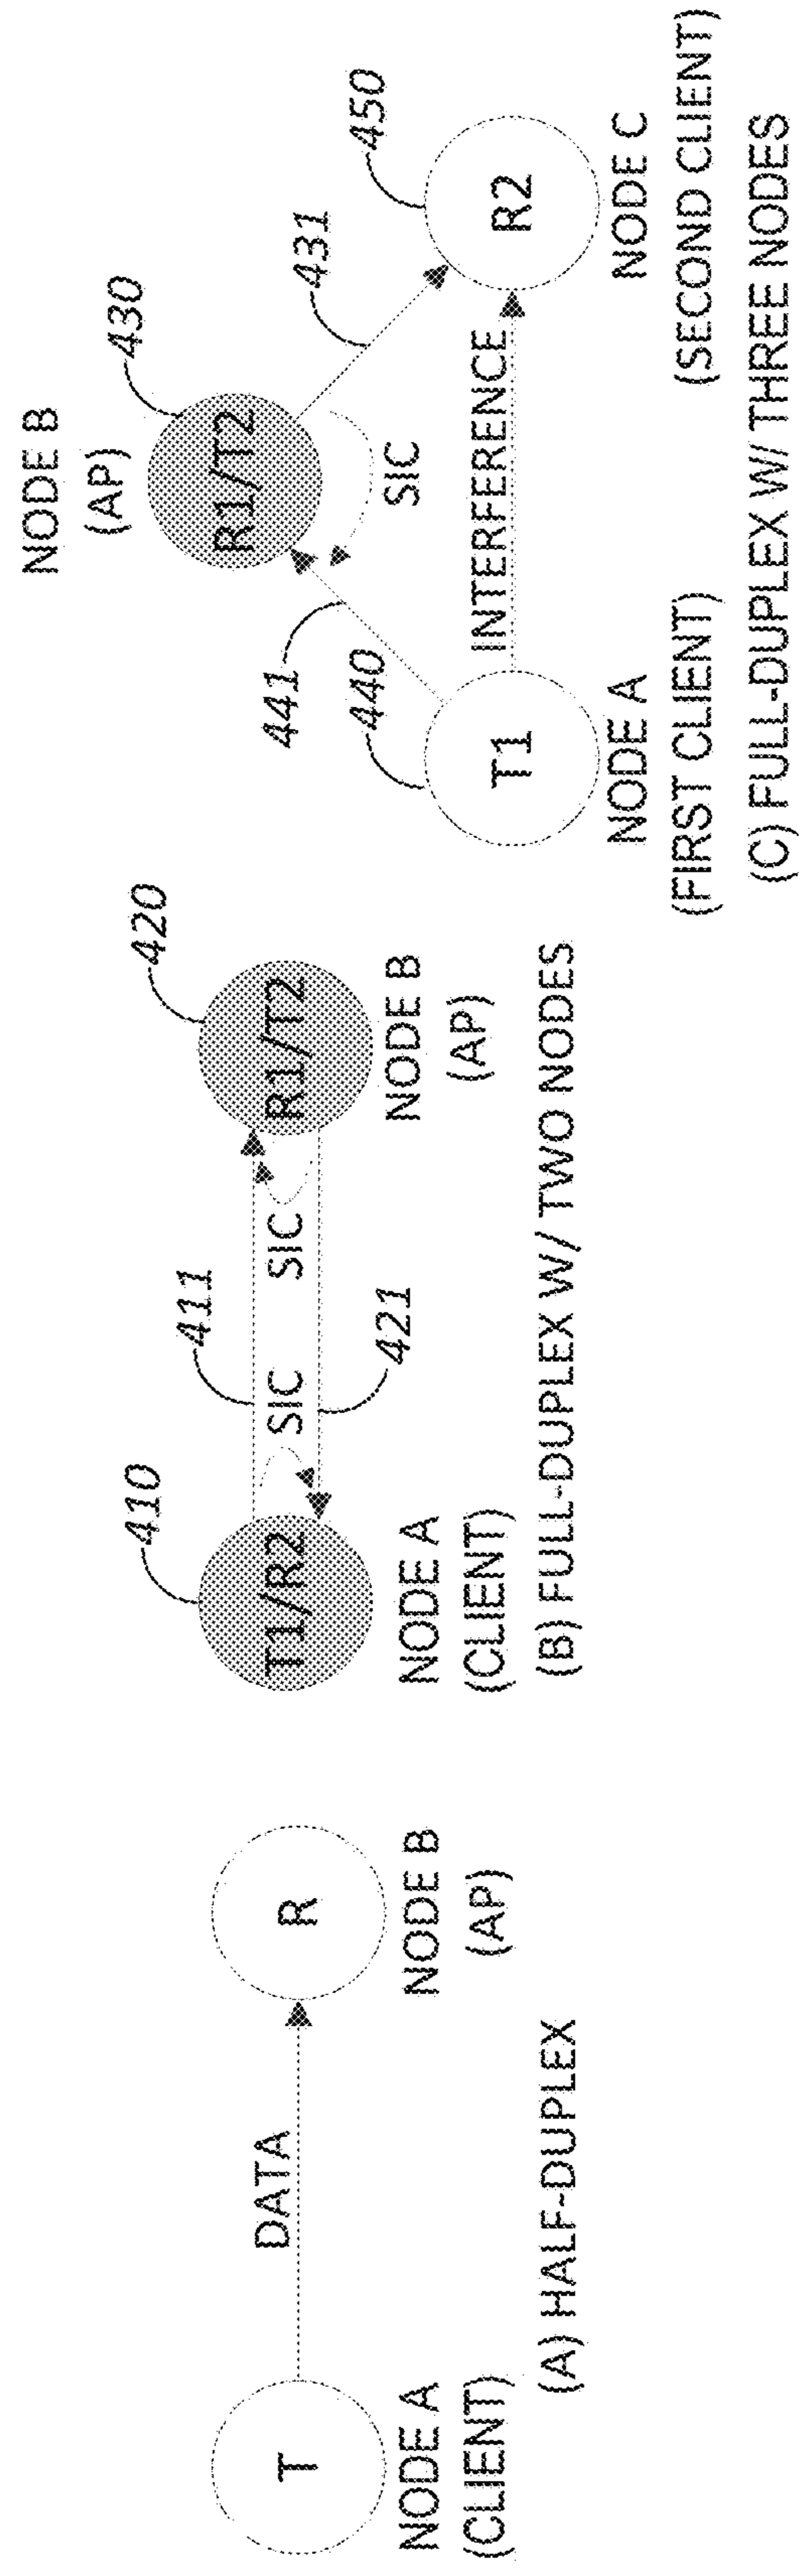 T
DATA
R
NODE A
(CLIENT)
NODE B
(AP)
(A) HALF-DUPLEX
410
T1/R2
411
SIC
SIC
421
420
R1/T2
NODE A
(CLIENT)
NODE B
(AP)
(B) FULL-DUPLEX W/ TWO NODES
NODE B
(AP)
430
R1/T2
431
441
SIC
440
T1
INTERFERENCE
450
R2
NODE A
(FIRST CLIENT)
NODE C
(SECOND CLIENT)
(C) FULL-DUPLEX W/ THREE NODES